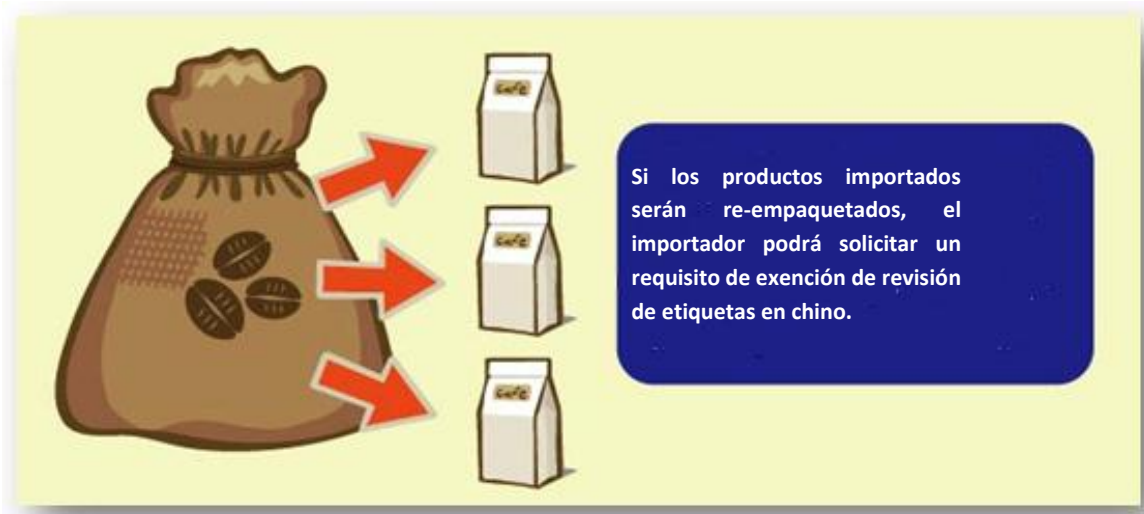 Café
Si los productos importados
serán re-empaquetados, el
Café
importador podrá solicitar un
requisito de exención de revisión
de etiquetas en chino.
Café